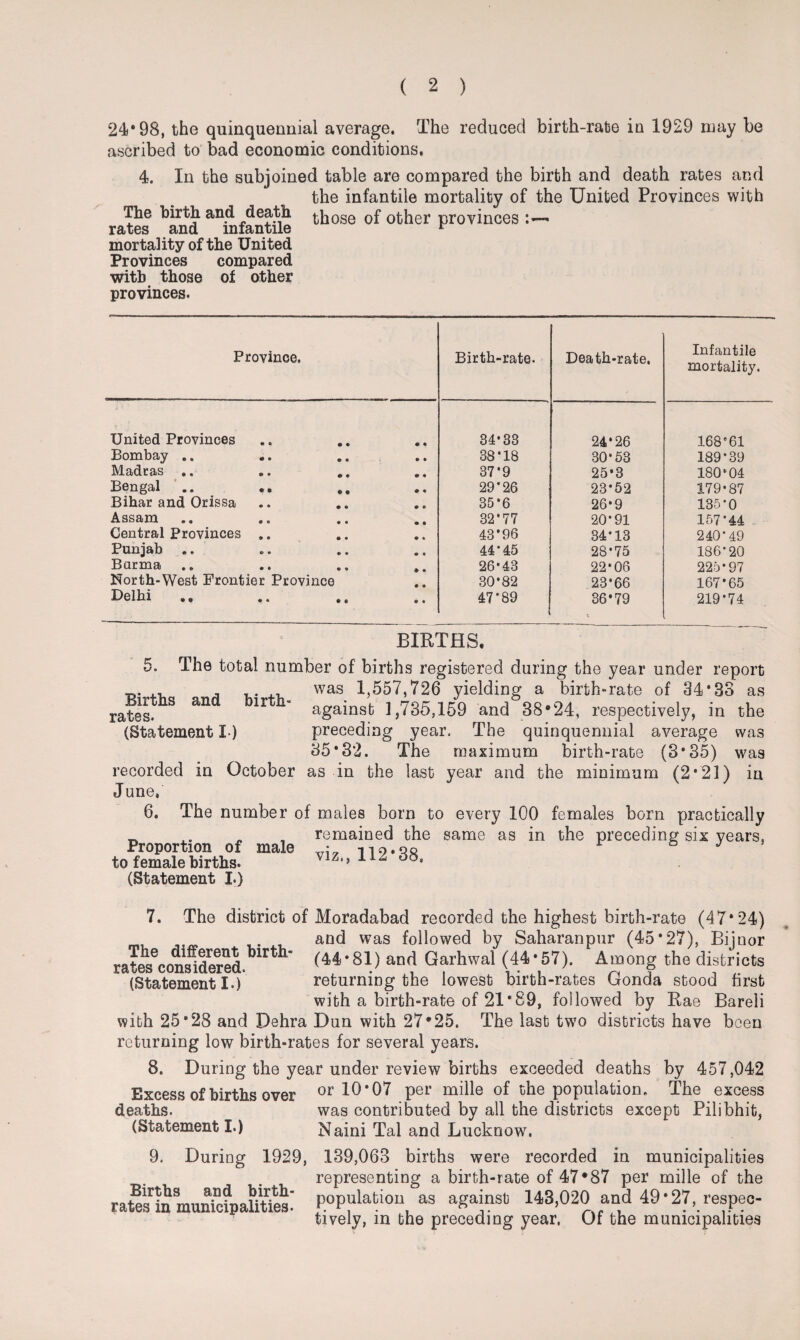 ( 2 )
24·98, the quinquennial average. The reduced birth-rate in 1929 may be
ascribed to bad economic conditions.
4. In the subjoined table are compared the birth and death rates and
the infantile mortality of the United Provinces with
those of other provinces :—
The birth and death
rates and infantile
mortality of the United
Provinces compared
with those of other
provinces.
Province. Birth-rate. Death-rate. Infantile mortality.
United Provinces .. .. .. 34·33 24·26 168·61
Bombay .. .. .. .. 38·18 30·53 189·39
Madras .. .. .. .. 37·9 25·3 180·04
Bengal .. .. .. .. 29·26 23·52 179·87
Bihar and Orissa .. .. .. 35·6 26·9 135·0
Assam .. .. .. .. 32·77 20·91 157·44
Central Provinces .. .. .. 43·96 34·13 240·49
Punjab .. .. .. .. 44·45 28·75 186·20
Burma .. .. .. .. 26·43 22·06 225·97
North-West Frontier Province .. 30·82 23·66 167·65
Delhi .. .. .. .. 47·89 36·79 219·74
BIRTHS.
5. The total number of births registered during the year under report
was 1,557,726 yielding a birth-rate of 34·33 as
against 1,735,159 and 38·24, respectively, in the
preceding year. The quinquennial average was
35·32. The maximum birth-rate (3·35) was
Births and birth-
rates.
(Statement I.)
recorded in October as in the last year and the minimum (2·21) in
June.
6. The number of males born to every 100 females born practically
remained the same as in the preceding six years,
viz., 112·38.
Proportion of male
to female births.
(Statement I.)
7. The district of Moradabad recorded the highest birth-rate (47·24)
and was followed by Saharanpur (45·27), Bijnor
(44·81) and Garhwal (44·57). Among the districts
returning the lowest birth-rates Gonda stood first
with a birth-rate of 21·89, followed by Rae Bareli
The different birth-
rates considered.
(Statement I.)
with 25·28 and Dehra Dun with 27·25. The last two districts have been
returning low birth-rates for several years.
8. During the year under review births exceeded deaths by 457,042
or 10·07 per mille of the population. The excess
was contributed by all the districts except Pilibhit,
Naini Tal and Lucknow.
Excess of births over
deaths.
(Statement I.)
9. During 1929, 139,063 births were recorded in municipalities
representing a birth-rate of 47·87 per mille of the
population as against 143,020 and 49·27, respec-
tively, in the preceding year. Of the municipalities
Births and birth-
rates in municipalities.